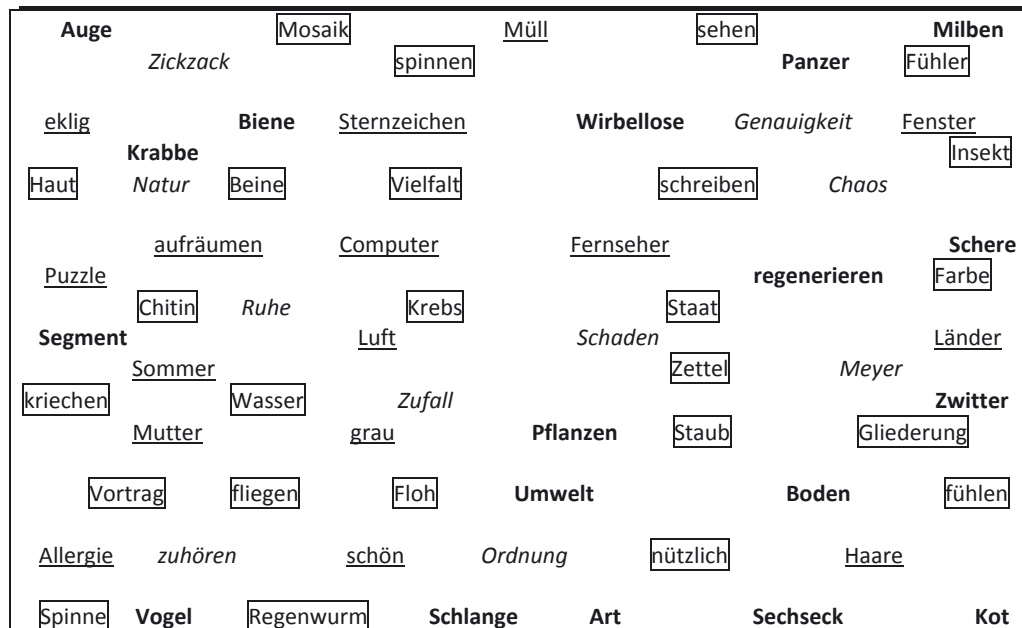 Auge Mosaik Müll sehen Milben
Zickzack spinnen Panzer Fühler
eklig Biene Sternzeichen Wirbellose Genauigkeit Fenster
Krabbe Insekt
Haut Natur Beine Vielfalt schreiben Chaos
aufräumen Computer Fernseher Schere
Puzzle regenerieren Farbe
Chitin Ruhe Krebs Staat
Segment Luft Schaden Länder
Sommer Zettel Meyer
kriechen Wasser Zufall Zwitter
Mutter grau Pflanzen Staub Gliederung
Vortrag fliegen Floh Umwelt Boden fühlen
Allergie zuhören schön Ordnung nützlich Haare
Spinne Vogel Regenwurm Schlange Art Sechseck Kot